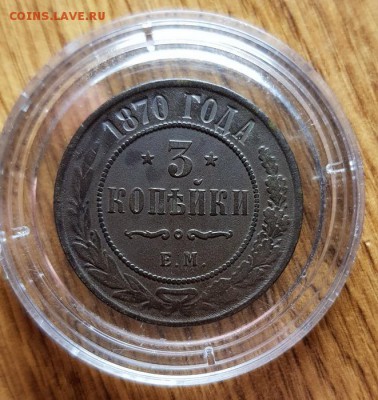 COINS.LAVE.RU
1870 ГОДА
3
КОПѢЙКИ
Е.М.